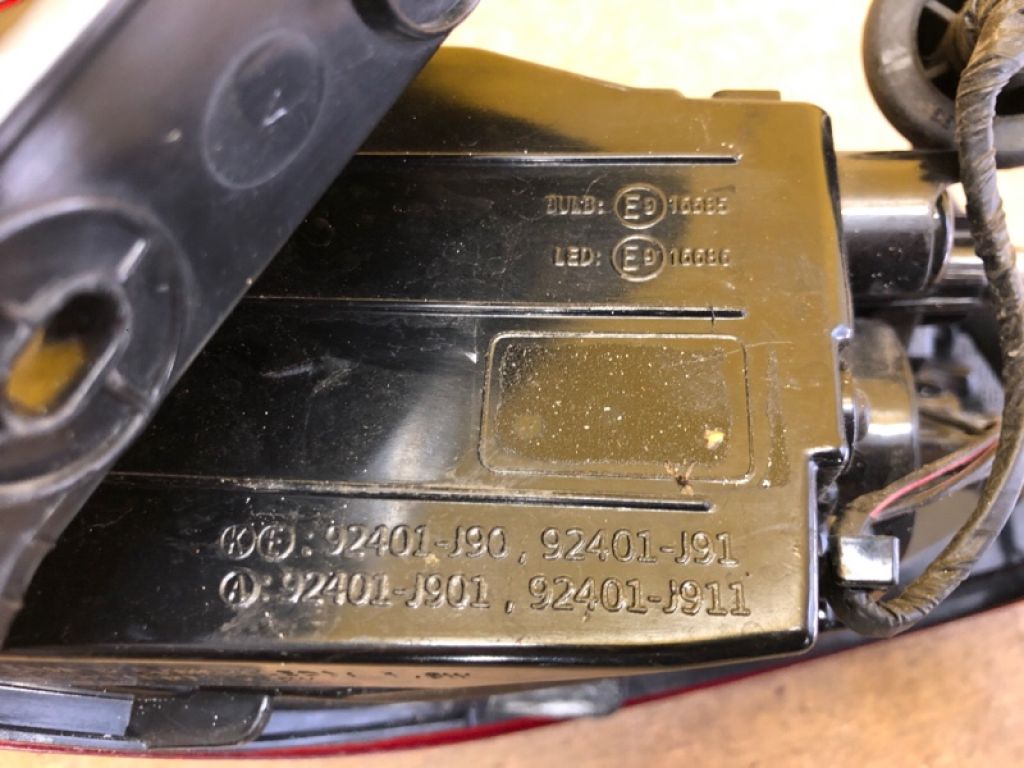 BULB: E9 16685
LED: E9 16686
K E : 92401-J90 , 92401-J91
A : 92401-J901 , 92401-J911